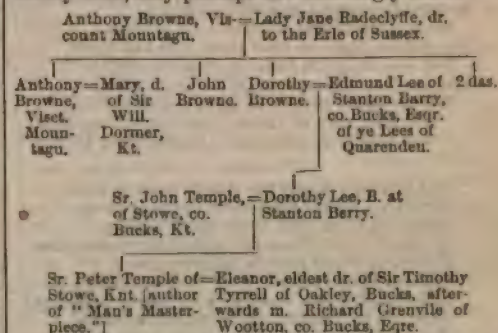 Anthony Browne, Vis-=Lady Jane Radeclyffe, dr.
count Mountagu. to the Erle of Sussex.
Anthony=Mary, d. John Dorothy=Edmund Lee of 2 das.
Browne, of Sir Browne. Browne. Stanton Barry,
Visct. Will. co. Bucks, Esqr.
Moun- Dormer, of ye Lees of
tagu. Kt. Quarenden.
Sr. John Temple,=Dorothy Lee, B. at
of Stowe, co. Stanton Berry.
Bucks, Kt.
Sr. Peter Temple of=Eleanor, eldest dr. of Sir Timothy
Stowe, Knt. [author Tyrrell of Oakley, Bucks, after-
of "Man's Master- wards m. Richard Grenvile of
piece."] Wootton, co. Bucks, Eqre.